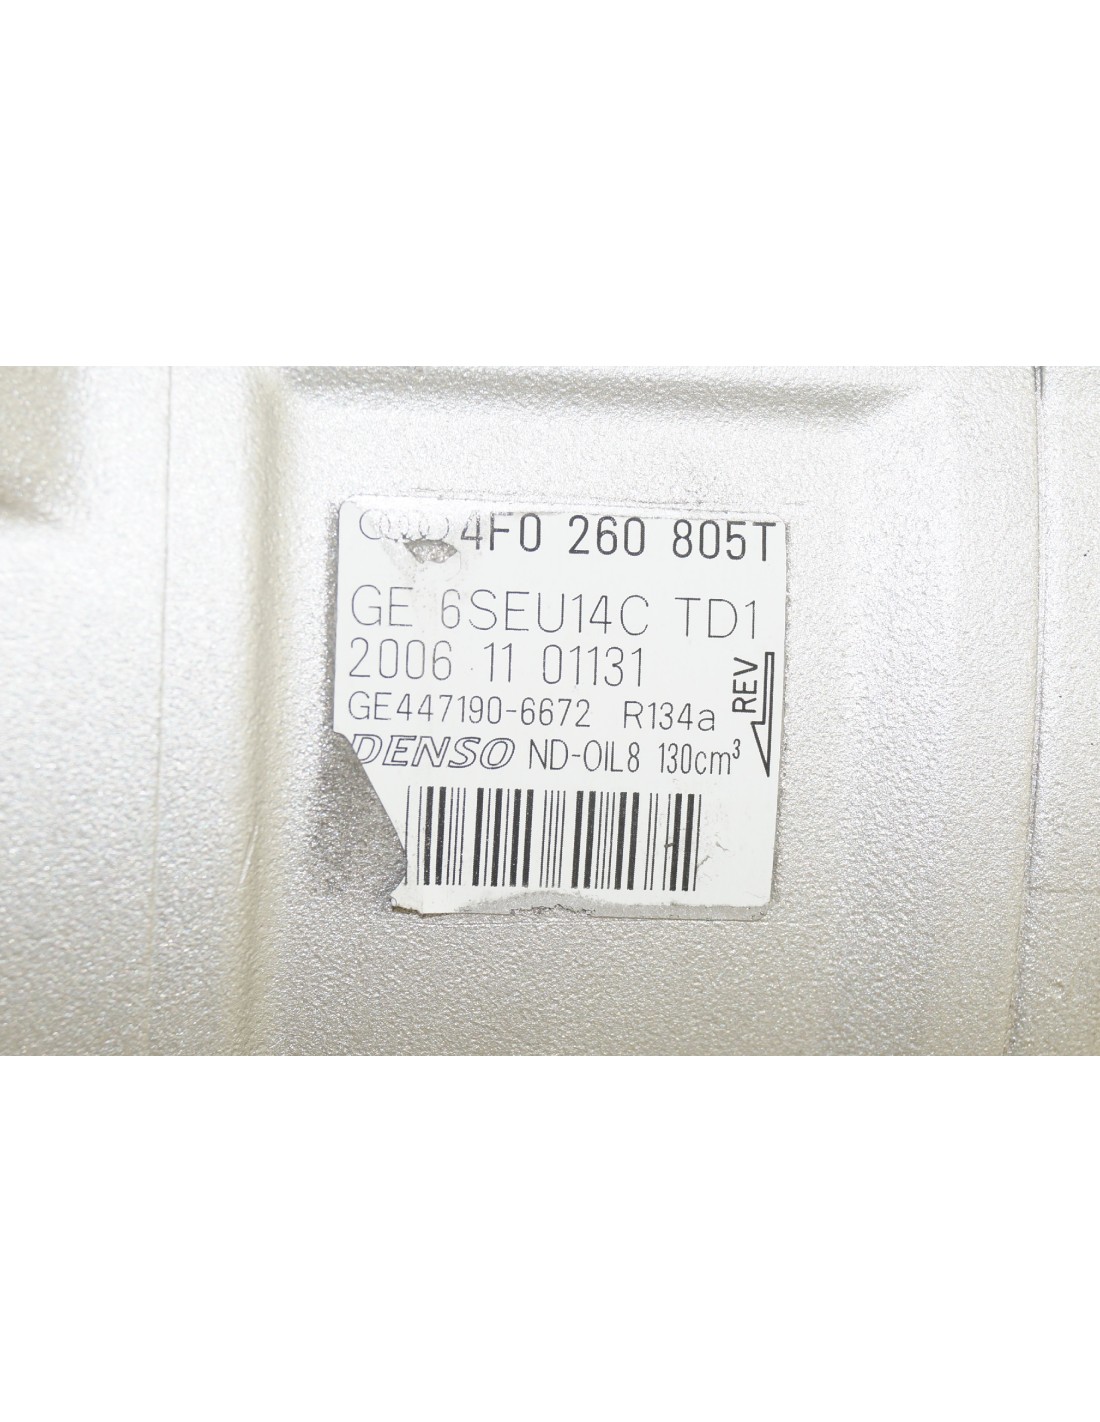 4F0 260 805T
GE 6SEU14C TD1
2006 11 01131
GE447190-6672 R134a
DENSO ND-OIL8 130cm³
REV